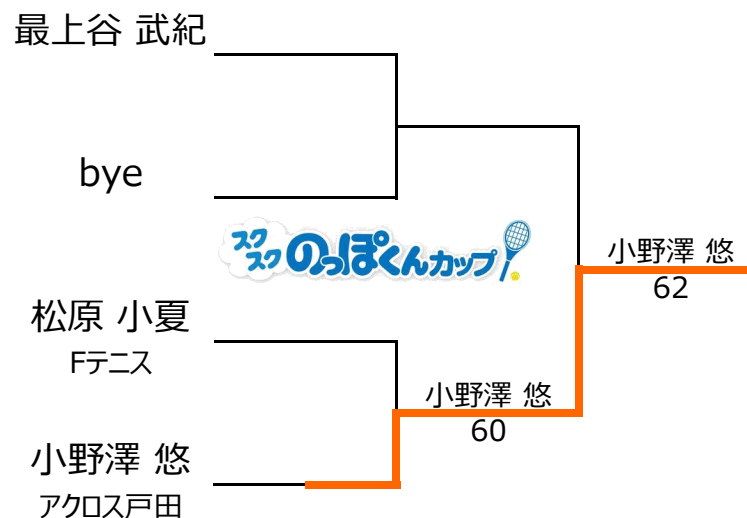 最上谷 武紀
bye
スクスク のっぽくんカップ
松原 小夏
Fテニス
小野澤 悠
アクロス戸田
小野澤 悠
60
小野澤 悠
62